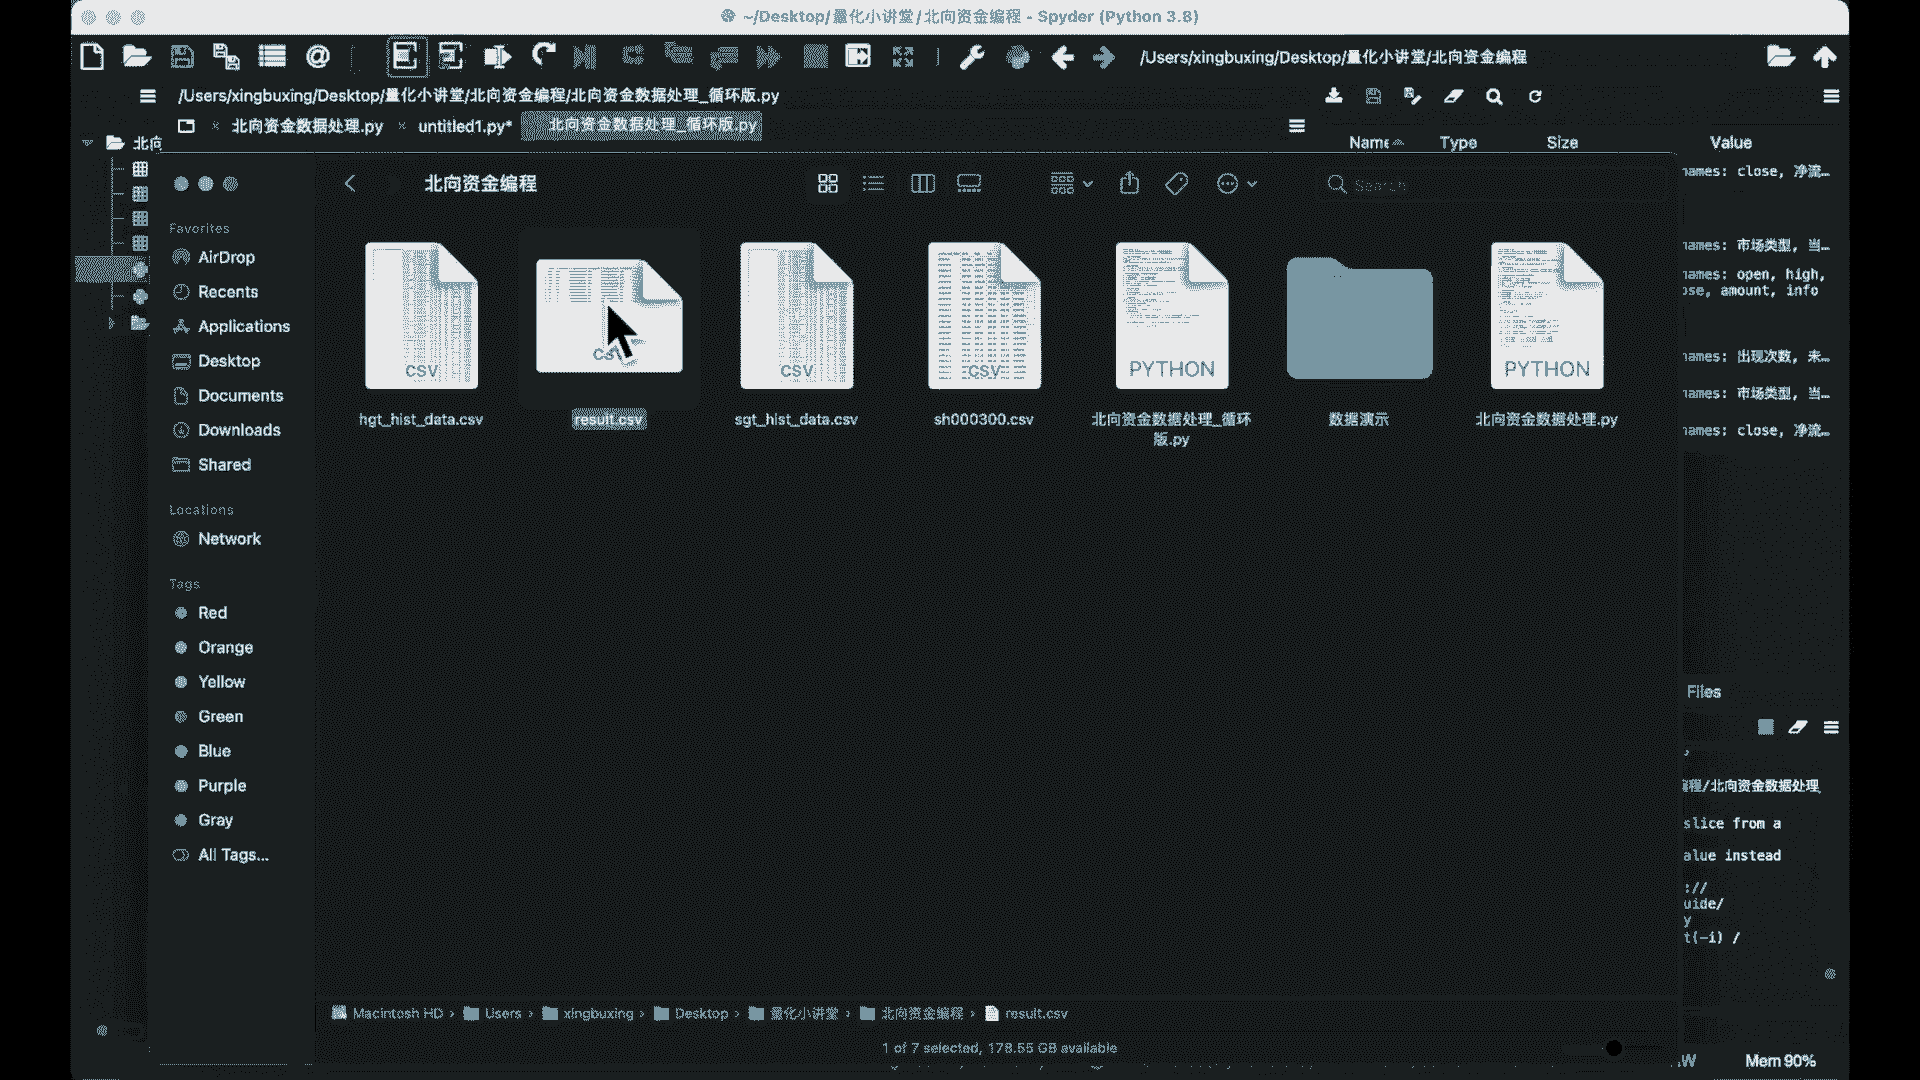 ~/Desktop/量化小讲堂/北向资金编程 - Spyder (Python 3.8)
/Users/xingbuxing/Desktop/量化小讲堂/北向资金编程
/Users/xingbuxing/Desktop/量化小讲堂/北向资金编程/北向资金数据处理_循环版.py
北向资金数据处理.py
untitled1.py*
北向资金数据处理_循环版.py
Name Type Size Value
北向
北向资金编程
Search
Favorites
AirDrop
Recents
Applications
Desktop
Documents
Downloads
Shared
Locations
Network
Tags
Red
Orange
Yellow
Green
Blue
Purple
Gray
All Tags...
CSV
hgt_hist_data.csv
result.csv
CSV
sgt_hist_data.csv
CSV
sh000300.csv
PYTHON
北向资金数据处理_循环
版.py
数据演示
PYTHON
北向资金数据处理.py
names: close, 净流…
names: 市场类型, 当…
names: open, high,
ose, amount, info
names: 出现次数, 未…
names: 市场类型, 当…
names: close, 净流…
Files
编程/北向资金数据处理_
slice from a
alue instead
://
uide/
y
t(-i) /
Macintosh HD › Users › xingbuxing › Desktop › 量化小讲堂 › 北向资金编程 › result.csv
1 of 7 selected, 178.55 GB available
W
Mem 90%